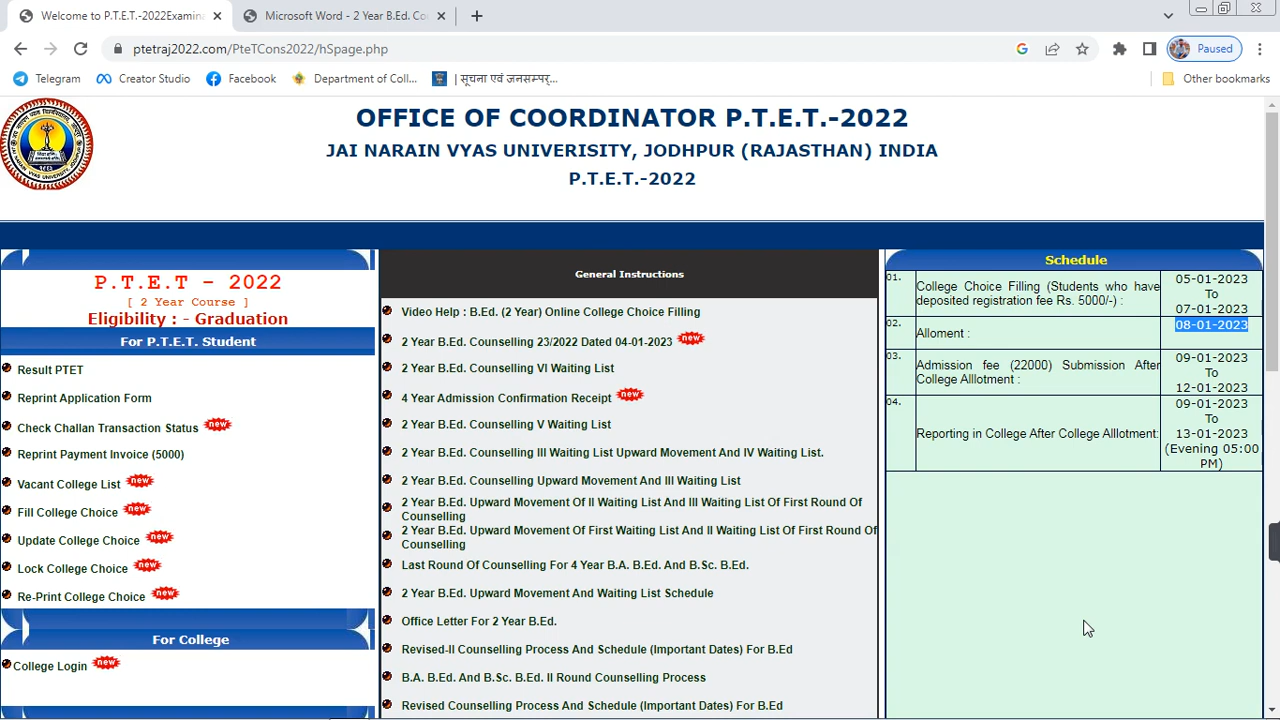 Welcome to P.T.E.T.-2022Examina
Microsoft Word - 2 Year B.Ed. Co
ptetraj2022.com/PteTCons2022/hSpage.php
Paused
Telegram
Creator Studio
Facebook
Department of Coll...
| सूचना एवं जनसम्पर्...
Other bookmarks
OFFICE OF COORDINATOR P.T.E.T.-2022
JAI NARAIN VYAS UNIVERISITY, JODHPUR (RAJASTHAN) INDIA
P.T.E.T.-2022
P.T.E.T - 2022
[ 2 Year Course ]
Eligibility : - Graduation
For P.T.E.T. Student
Result PTET
Reprint Application Form
Check Challan Transaction Status new
Reprint Payment Invoice (5000)
Vacant College List new
Fill College Choice new
Update College Choice new
Lock College Choice new
Re-Print College Choice new
For College
College Login new
General Instructions
Video Help : B.Ed. (2 Year) Online College Choice Filling
2 Year B.Ed. Counselling 23/2022 Dated 04-01-2023 new
2 Year B.Ed. Counselling VI Waiting List
4 Year Admission Confirmation Receipt new
2 Year B.Ed. Counselling V Waiting List
2 Year B.Ed. Counselling III Waiting List Upward Movement And IV Waiting List.
2 Year B.Ed. Counselling Upward Movement And III Waiting List
2 Year B.Ed. Upward Movement Of II Waiting List And III Waiting List Of First Round Of
Counselling
2 Year B.Ed. Upward Movement Of First Waiting List And II Waiting List Of First Round Of
Counselling
Last Round Of Counselling For 4 Year B.A. B.Ed. And B.Sc. B.Ed.
2 Year B.Ed. Upward Movement And Waiting List Schedule
Office Letter For 2 Year B.Ed.
Revised-II Counselling Process And Schedule (Important Dates) For B.Ed
B.A. B.Ed. And B.Sc. B.Ed. II Round Counselling Process
Revised Counselling Process And Schedule (Important Dates) For B.Ed
Schedule
01.
College Choice Filling (Students who have
deposited registration fee Rs. 5000/-) :
05-01-2023
To
07-01-2023
02.
Alloment :
08-01-2023
03.
Admission fee (22000) Submission After
College Alllotment :
09-01-2023
To
12-01-2023
04.
Reporting in College After College Alllotment:
09-01-2023
To
13-01-2023
(Evening 05:00
PM)